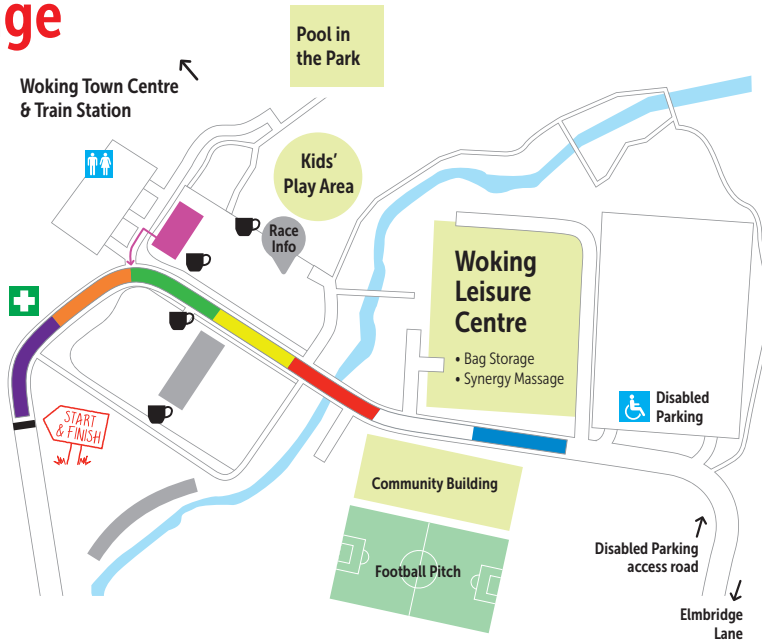 ge
Pool in
the Park
Woking Town Centre
& Train Station
Kids’
Play Area
Race
Info
Woking
Leisure
Centre
• Bag Storage
• Synergy Massage
Disabled
Parking
START
& FINISH
Community Building
Football Pitch
Disabled Parking
access road
Elmbridge
Lane